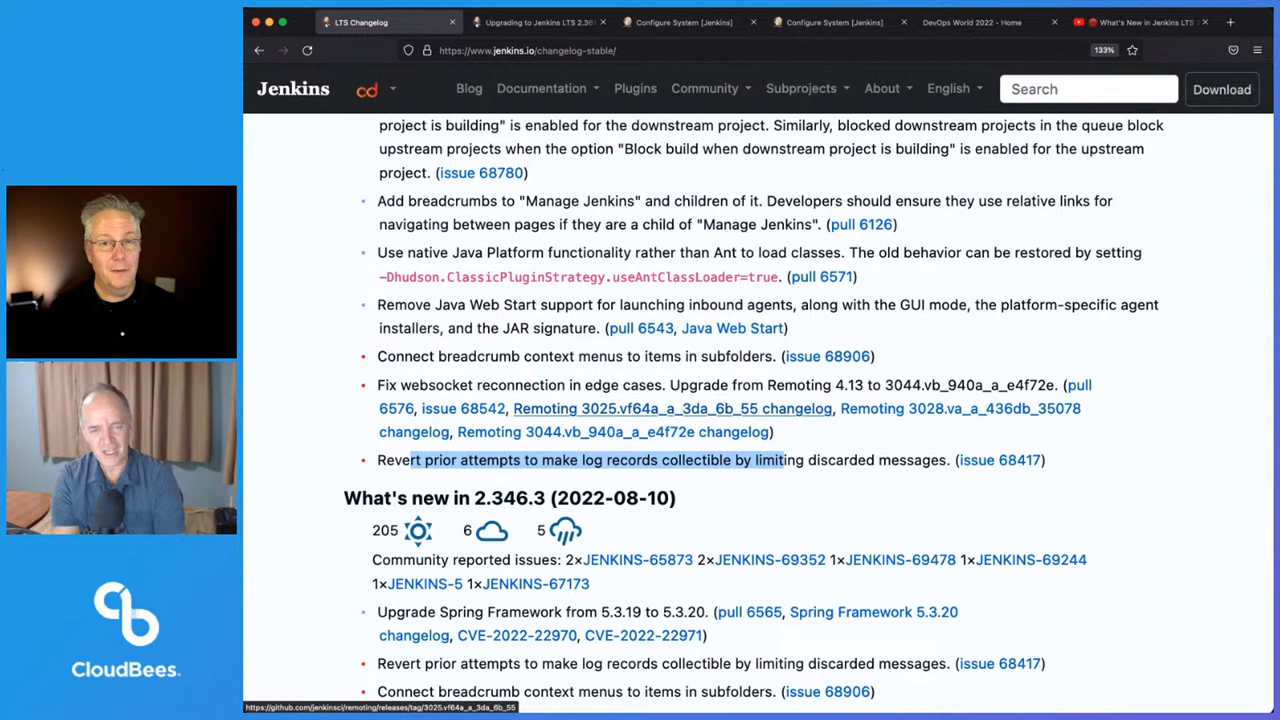 LTS Changelog
Upgrading to Jenkins LTS 2.361
Configure System [Jenkins]
Configure System [Jenkins]
DevOps World 2022 - Home
What's New in Jenkins LTS
https://www.jenkins.io/changelog-stable/
133%
Jenkins
cd
Blog
Documentation
Plugins
Community
Subprojects
About
English
Search
Download
project is building" is enabled for the downstream project. Similarly, blocked downstream projects in the queue block
upstream projects when the option "Block build when downstream project is building" is enabled for the upstream
project. (issue 68780)
Add breadcrumbs to "Manage Jenkins" and children of it. Developers should ensure they use relative links for
navigating between pages if they are a child of "Manage Jenkins". (pull 6126)
Use native Java Platform functionality rather than Ant to load classes. The old behavior can be restored by setting
-Dhudson.ClassicPluginStrategy.useAntClassLoader=true. (pull 6571)
Remove Java Web Start support for launching inbound agents, along with the GUI mode, the platform-specific agent
installers, and the JAR signature. (pull 6543, Java Web Start)
Connect breadcrumb context menus to items in subfolders. (issue 68906)
Fix websocket reconnection in edge cases. Upgrade from Remoting 4.13 to 3044.vb_940a_a_e4f72e. (pull
6576, issue 68542, Remoting 3025.vf64a_a_3da_6b_55 changelog, Remoting 3028.va_a_436db_35078
changelog, Remoting 3044.vb_940a_a_e4f72e changelog)
Revert prior attempts to make log records collectible by limiting discarded messages. (issue 68417)
What's new in 2.346.3 (2022-08-10)
205 6 5
Community reported issues: 2×JENKINS-65873 2×JENKINS-69352 1×JENKINS-69478 1×JENKINS-69244
1×JENKINS-5 1×JENKINS-67173
Upgrade Spring Framework from 5.3.19 to 5.3.20. (pull 6565, Spring Framework 5.3.20
changelog, CVE-2022-22970, CVE-2022-22971)
Revert prior attempts to make log records collectible by limiting discarded messages. (issue 68417)
Connect breadcrumb context menus to items in subfolders. (issue 68906)
https://github.com/jenkinsci/remoting/releases/tag/3025.vf64a_a_3da_6b_55
CloudBees.